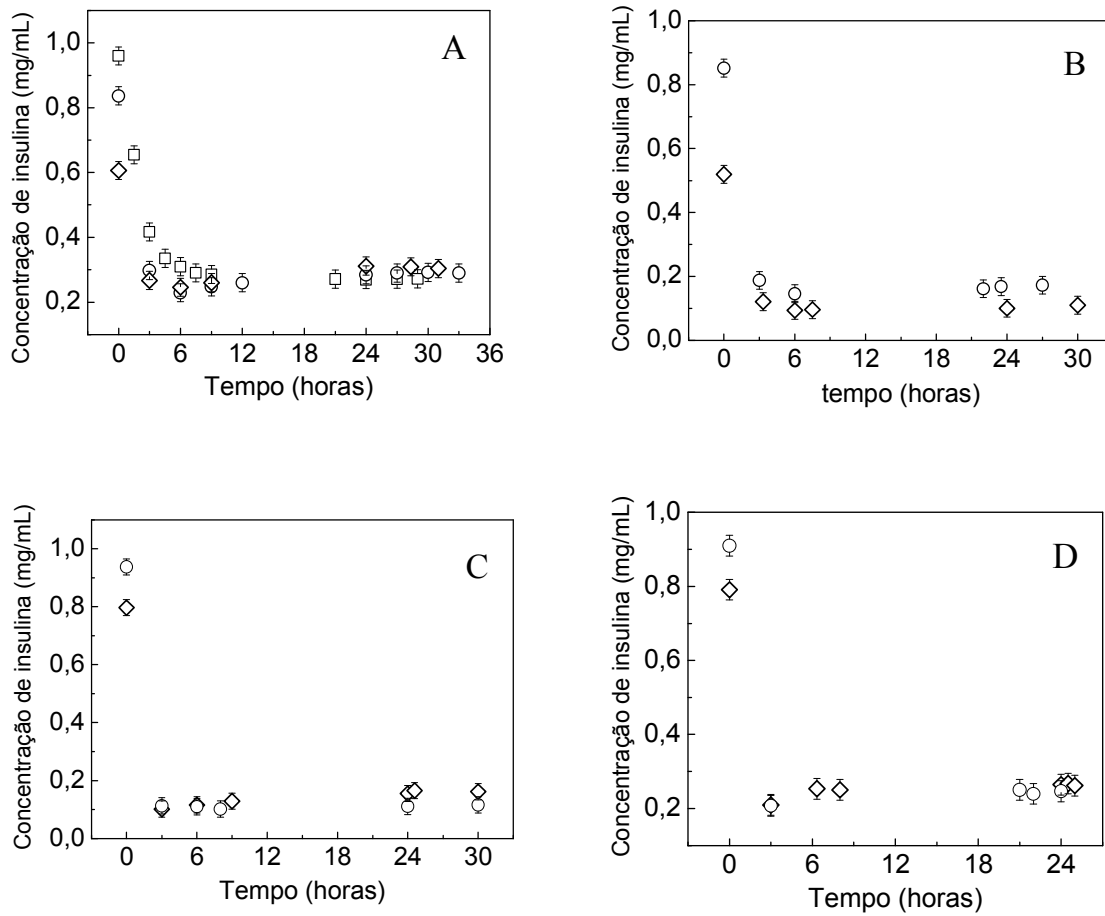 A
Concentração de insulina (mg/mL)
1,0
0,8
0,6
0,4
0,2
0 6 12 18 24 30 36
Tempo (horas)
B
Concentração de insulina (mg/mL)
1,0
0,8
0,6
0,4
0,2
0,0
0 6 12 18 24 30
tempo (horas)
C
Concentração de insulina (mg/mL)
1,0
0,8
0,6
0,4
0,2
0,0
0 6 12 18 24 30
Tempo (horas)
D
Concentração de insulina (mg/mL)
1,0
0,8
0,6
0,4
0,2
0 6 12 18 24
Tempo (horas)